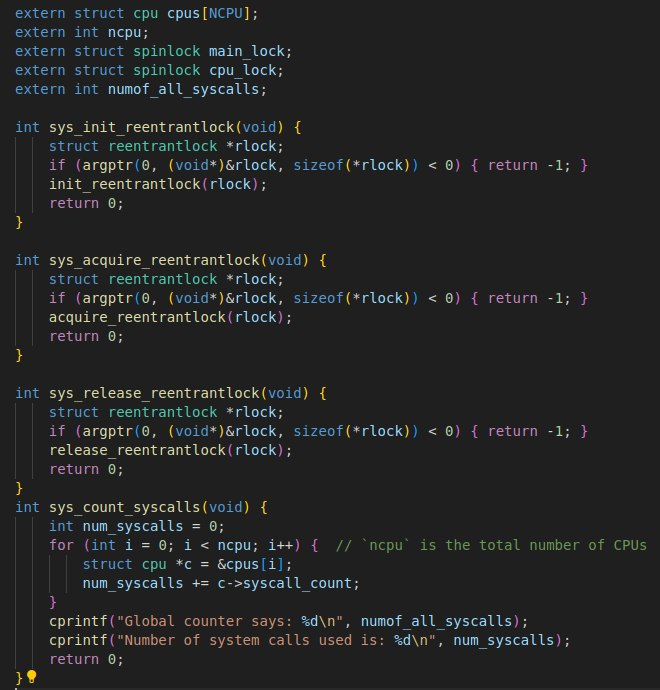 extern struct cpu cpus[NCPU];
extern int ncpu;
extern struct spinlock main_lock;
extern struct spinlock cpu_lock;
extern int numof_all_syscalls;

int sys_init_reentrantlock(void) {
    struct reentrantlock *rlock;
    if (argptr(0, (void*)&rlock, sizeof(*rlock)) < 0) { return -1; }
    init_reentrantlock(rlock);
    return 0;
}

int sys_acquire_reentrantlock(void) {
    struct reentrantlock *rlock;
    if (argptr(0, (void*)&rlock, sizeof(*rlock)) < 0) { return -1; }
    acquire_reentrantlock(rlock);
    return 0;
}

int sys_release_reentrantlock(void) {
    struct reentrantlock *rlock;
    if (argptr(0, (void*)&rlock, sizeof(*rlock)) < 0) { return -1; }
    release_reentrantlock(rlock);
    return 0;
}
int sys_count_syscalls(void) {
    int num_syscalls = 0;
    for (int i = 0; i < ncpu; i++) {  // `ncpu` is the total number of CPUs
        struct cpu *c = &cpus[i];
        num_syscalls += c->syscall_count;
    }
    cprintf("Global counter says: %d\n", numof_all_syscalls);
    cprintf("Number of system calls used is: %d\n", num_syscalls);
    return 0;
}